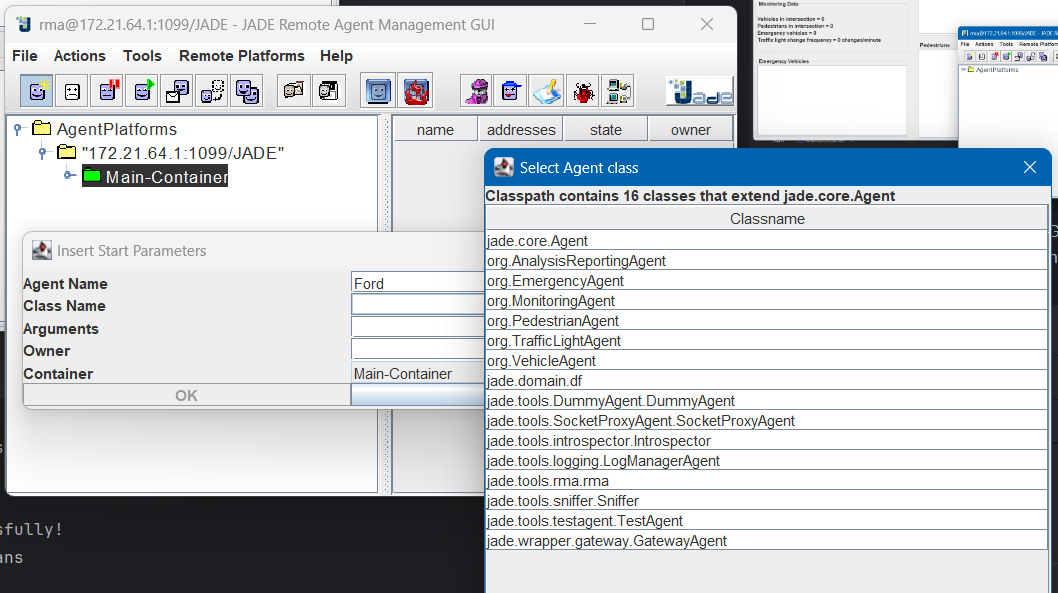 rma@172.21.64.1:1099/JADE - JADE Remote Agent Management GUI
File Actions Tools Remote Platforms Help
Jade
AgentPlatforms
"172.21.64.1:1099/JADE"
Main-Container
name addresses state owner
Insert Start Parameters
Agent Name Ford
Class Name
Arguments
Owner
Container Main-Container
OK
Select Agent class
Classpath contains 16 classes that extend jade.core.Agent
Classname
jade.core.Agent
org.AnalysisReportingAgent
org.EmergencyAgent
org.MonitoringAgent
org.PedestrianAgent
org.TrafficLightAgent
org.VehicleAgent
jade.domain.df
jade.tools.DummyAgent.DummyAgent
jade.tools.SocketProxyAgent.SocketProxyAgent
jade.tools.introspector.Introspector
jade.tools.logging.LogManagerAgent
jade.tools.rma.rma
jade.tools.sniffer.Sniffer
jade.tools.testagent.TestAgent
jade.wrapper.gateway.GatewayAgent
Monitoring Data
Vehicles in intersection = 0
Pedestrians in intersection = 0
Emergency vehicles = 0
Traffic light change frequency = 0 changes/minute
Emergency Vehicles
Pedestrians
rma@172.21.64.1:1099/JADE - JADE R
File Actions Tools Remote Platform
AgentPlatforms
sfully!
ans